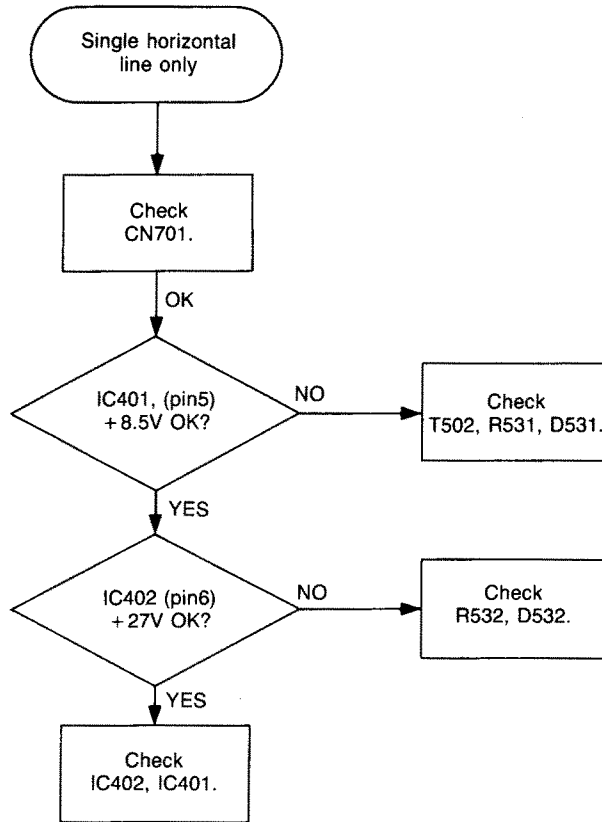 Single horizontal
line only
Check
CN701.
OK
IC401, (pin5)
+8.5V OK?
NO
Check
T502, R531, D531.
YES
IC402 (pin6)
+27V OK?
NO
Check
R532, D532.
YES
Check
IC402, IC401.